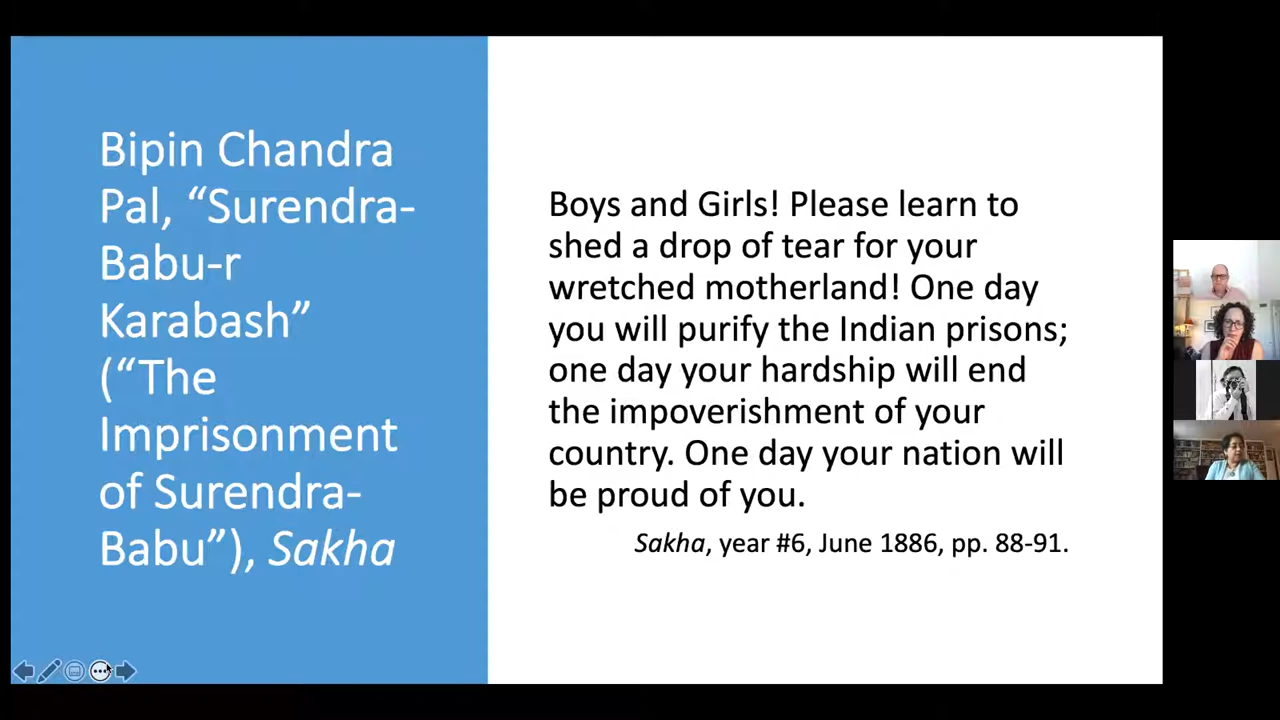 Bipin Chandra
Pal, “Surendra-
Babu-r
Karabash”
(“The
Imprisonment
of Surendra-
Babu”), Sakha
Boys and Girls! Please learn to
shed a drop of tear for your
wretched motherland! One day
you will purify the Indian prisons;
one day your hardship will end
the impoverishment of your
country. One day your nation will
be proud of you.
Sakha, year #6, June 1886, pp. 88-91.